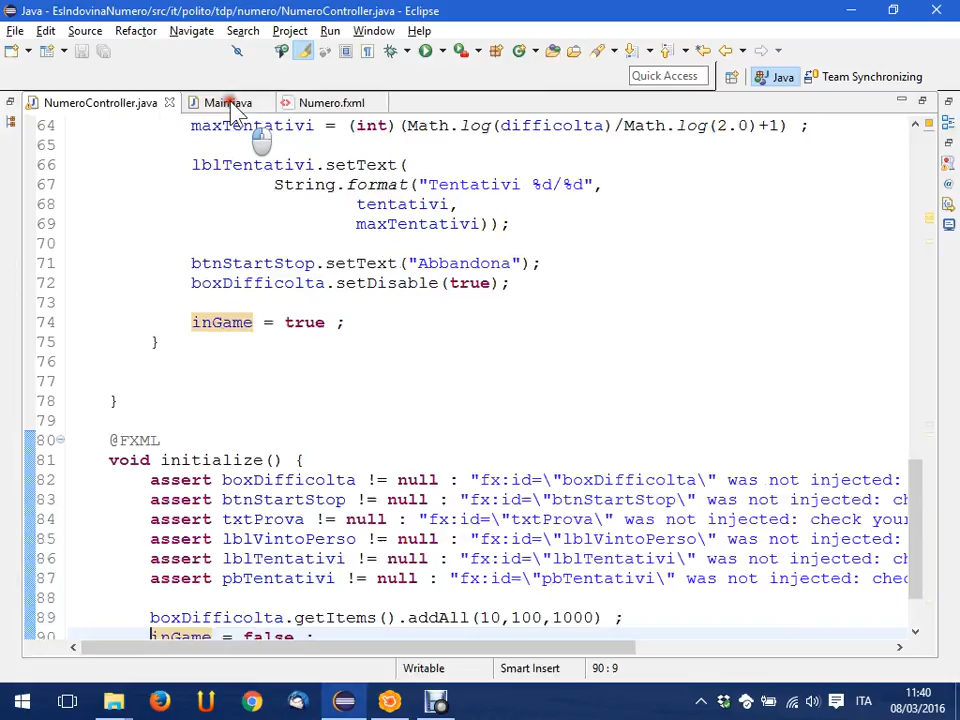 Java - EsIndovinaNumero/src/it/polito/tdp/numero/NumeroController.java - Eclipse
File Edit Source Refactor Navigate Search Project Run Window Help
Quick Access Java Team Synchronizing
NumeroController.java Main.java Numero.fxml
64 maxTentativi = (int)(Math.log(difficolta)/Math.log(2.0)+1) ;
65
66 lblTentativi.setText(
67 String.format("Tentativi %d/%d",
68 tentativi,
69 maxTentativi));
70
71 btnStartStop.setText("Abbandona");
72 boxDifficolta.setDisable(true);
73
74 inGame = true ;
75 }
76
77
78 }
79
80 @FXML
81 void initialize() {
82 assert boxDifficolta != null : "fx:id=\"boxDifficolta\" was not injected:
83 assert btnStartStop != null : "fx:id=\"btnStartStop\" was not injected: ch
84 assert txtProva != null : "fx:id=\"txtProva\" was not injected: check your
85 assert lblVintoPerso != null : "fx:id=\"lblVintoPerso\" was not injected:
86 assert lblTentativi != null : "fx:id=\"lblTentativi\" was not injected: ch
87 assert pbTentativi != null : "fx:id=\"pbTentativi\" was not injected: chec
88
89 boxDifficolta.getItems().addAll(10,100,1000) ;
90 inGame = false ;
Writable Smart Insert 90 : 9
ITA
11:40
08/03/2016